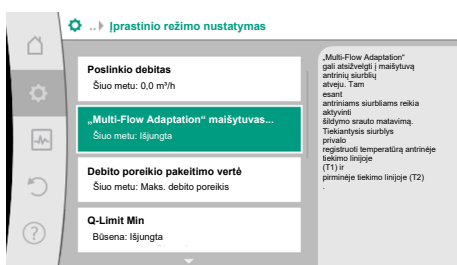 ..▸ Įprastinio režimo nustatymas
Poslinkio debitas
Šiuo metu: 0,0 m³/h
„Multi-Flow Adaptation“ maišytuvas...
Šiuo metu: Išjungta
Debito poreikio pakeitimo vertė
Šiuo metu: Maks. debito poreikis
Q-Limit Min
Būsena: Išjungta
„Multi-Flow Adaptation“
gali atsižvelgti į maišytuvą
antrinių siurblių
atveju. Tam
esant
antriniams siurbliams reikia
aktyvinti
šildymo srauto matavimą.
Tiekiantysis siurblys
privalo
registruoti temperatūrą antrinėje
tiekimo linijoje
(T1) ir
pirminėje tiekimo linijoje (T2)
.